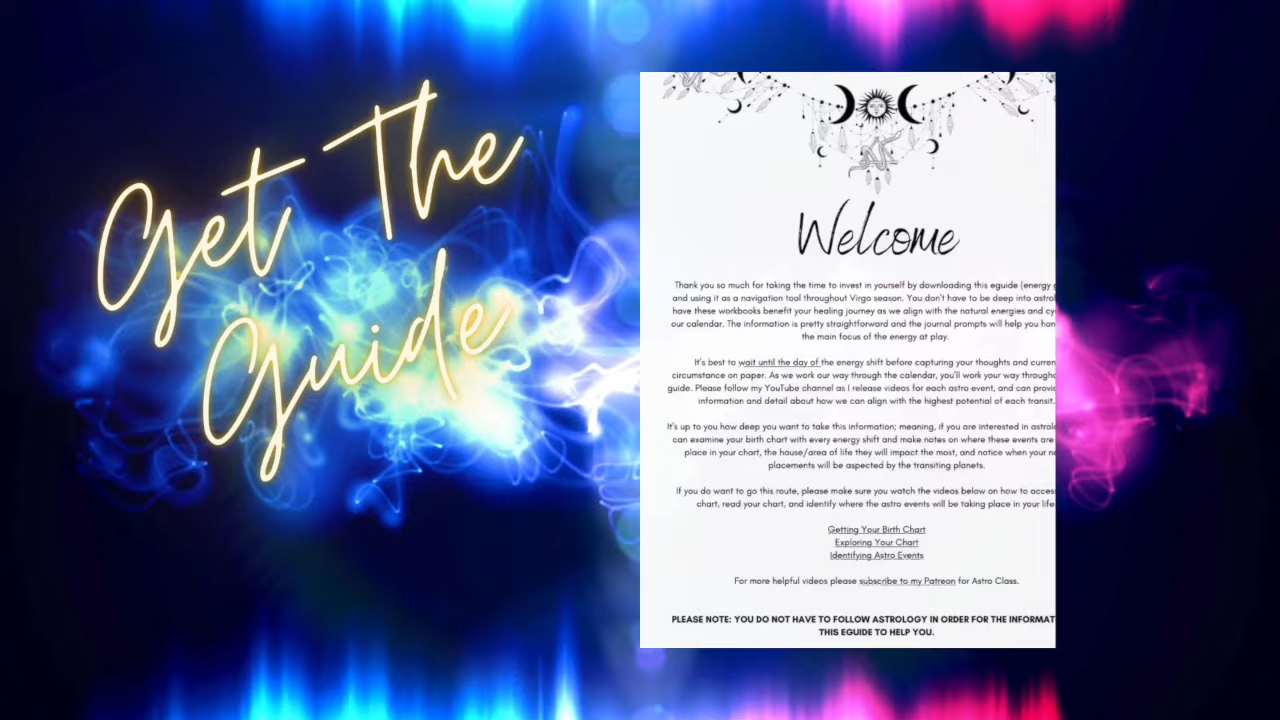 Get The
Guide
Welcome
Thank you so much for taking the time to invest in yourself by downloading this eguide (energy
and using it as a navigation tool throughout Virgo season. You don't have to be deep into
have these workbooks benefit your healing journey as we align with the natural energies and
our calendar. The information is pretty straightforward and the journal prompts will help you
the main focus of the energy at play.
It's best to wait until the day of the energy shift before capturing your thoughts and
circumstance on paper. As we work our way through the calendar, you'll work your way
guide. Please follow my YouTube channel as I release videos for each astro event, and can
information and detail about how we can align with the highest potential of each transit.
It's up to you how deep you want to take this information; meaning, if you are interested in
can examine your birth chart with every energy shift and make notes on where these events are
place in your chart, the house/area of life they will impact the most, and notice when your
placements will be aspected by the transiting planets.
If you do want to go this route, please make sure you watch the videos below on how to
chart, read your chart, and identify where the astro events will be taking place in your life.
Getting Your Birth Chart
Exploring Your Chart
Identifying Astro Events
For more helpful videos please subscribe to my Patreon for Astro Class.
PLEASE NOTE: YOU DO NOT HAVE TO FOLLOW ASTROLOGY IN ORDER FOR THE
THIS EGUIDE TO HELP YOU.